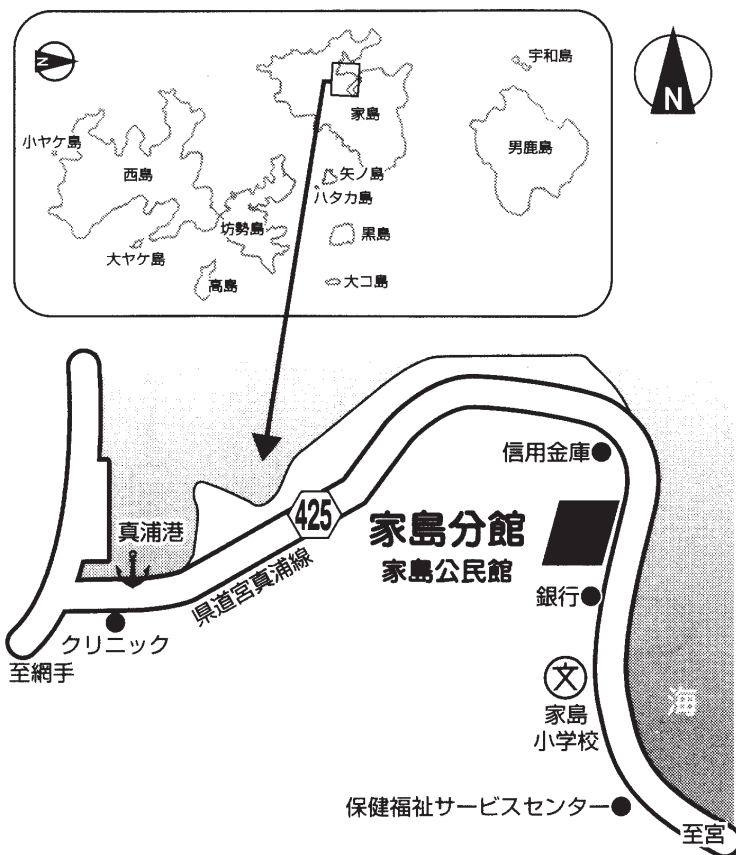 N
N
宇和島
家島
男鹿島
小ヤケ島
西島
矢ノ島
ハタカ島
坊勢島
黒島
大ヤケ島
高島
大コ島
信用金庫
425
真浦港
家島分館
家島公民館
県道宮真浦線
銀行
クリニック
至網手
文
海
家島
小学校
保健福祉サービスセンター
至宮